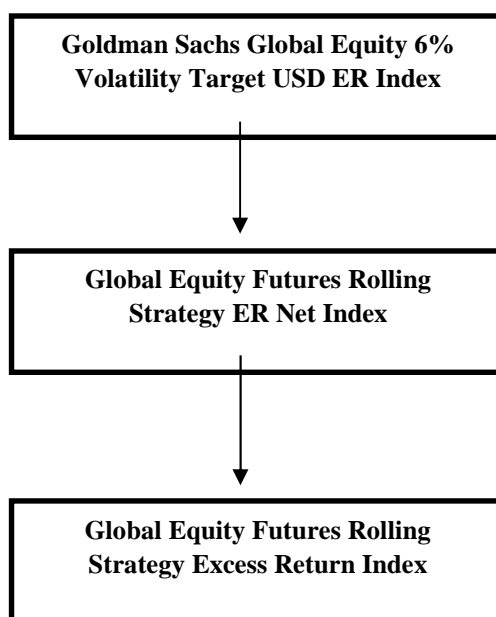 Goldman Sachs Global Equity 6%
Volatility Target USD ER Index
Global Equity Futures Rolling
Strategy ER Net Index
Global Equity Futures Rolling
Strategy Excess Return Index